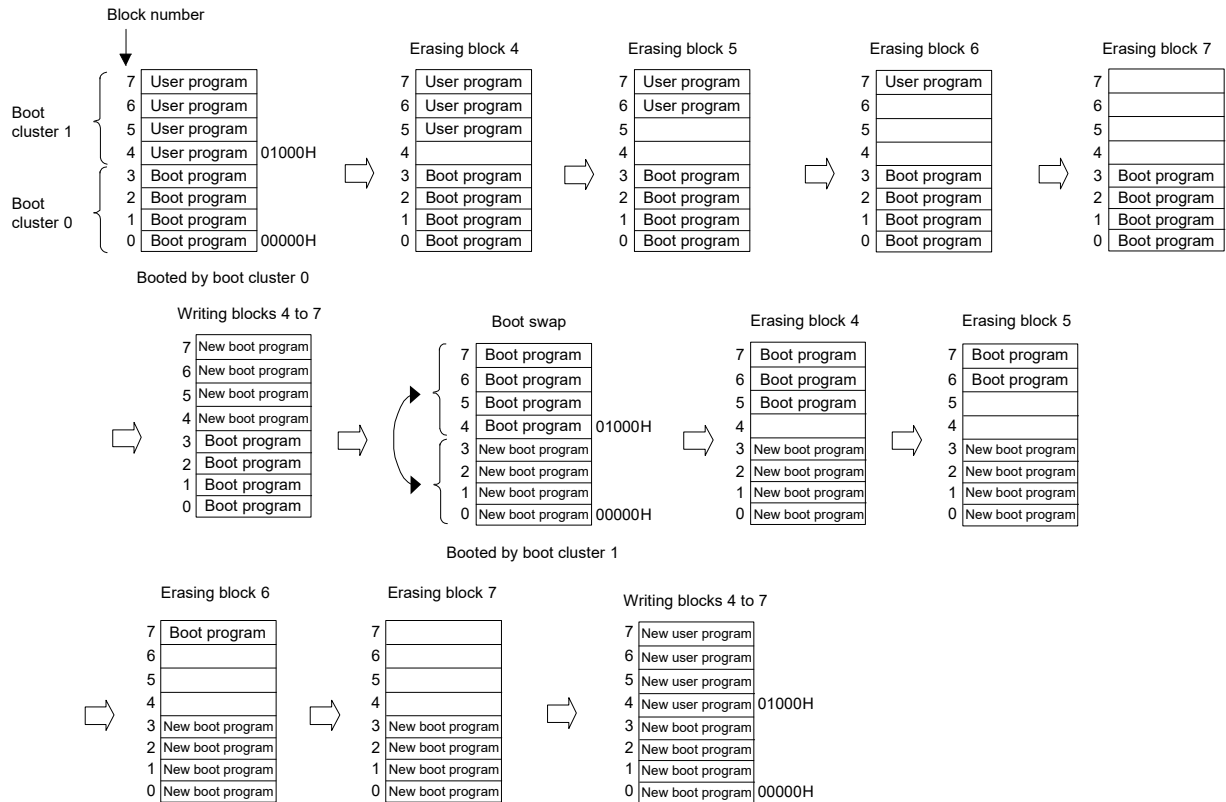 Block number
Erasing block 4
Erasing block 5
Erasing block 6
Erasing block 7
Boot
cluster 1
Boot
cluster 0
7 User program
6 User program
5 User program
4 User program 01000H
3 Boot program
2 Boot program
1 Boot program
0 Boot program 00000H
Booted by boot cluster 0
7 User program
6 User program
5 User program
4
3 Boot program
2 Boot program
1 Boot program
0 Boot program
7 User program
6 User program
5
4
3 Boot program
2 Boot program
1 Boot program
0 Boot program
7 User program
6
5
4
3 Boot program
2 Boot program
1 Boot program
0 Boot program
7
6
5
4
3 Boot program
2 Boot program
1 Boot program
0 Boot program
Writing blocks 4 to 7
7 New boot program
6 New boot program
5 New boot program
4 New boot program
3 Boot program
2 Boot program
1 Boot program
0 Boot program
Boot swap
7 Boot program
6 Boot program
5 Boot program
4 Boot program 01000H
3 New boot program
2 New boot program
1 New boot program
0 New boot program 00000H
Booted by boot cluster 1
Erasing block 4
7 Boot program
6 Boot program
5 Boot program
4
3 New boot program
2 New boot program
1 New boot program
0 New boot program
Erasing block 5
7 Boot program
6 Boot program
5
4
3 New boot program
2 New boot program
1 New boot program
0 New boot program
Erasing block 6
7 Boot program
6
5
4
3 New boot program
2 New boot program
1 New boot program
0 New boot program
Erasing block 7
7
6
5
4
3 New boot program
2 New boot program
1 New boot program
0 New boot program
Writing blocks 4 to 7
7 New user program
6 New user program
5 New user program
4 New user program 01000H
3 New boot program
2 New boot program
1 New boot program
0 New boot program 00000H